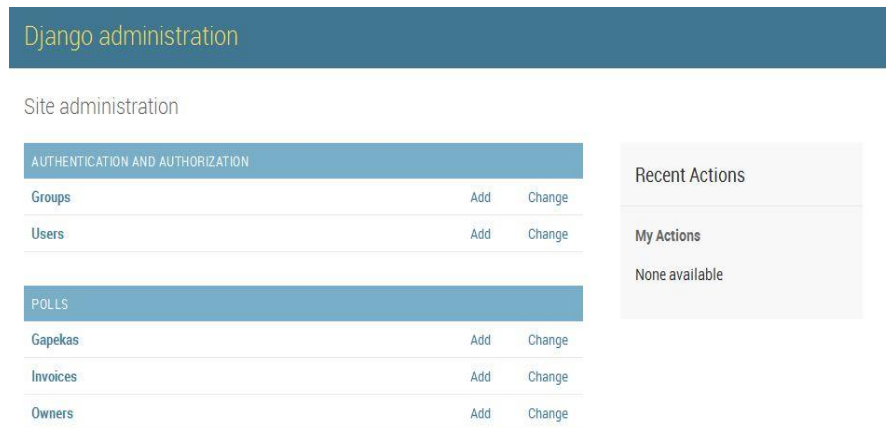 Django administration
Site administration
AUTHENTICATION AND AUTHORIZATION
Groups Add Change
Users Add Change
POLLS
Gapekas Add Change
Invoices Add Change
Owners Add Change
Recent Actions
My Actions
None available